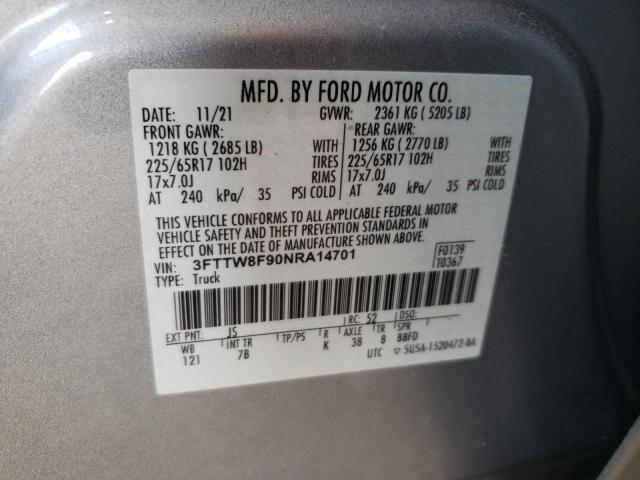 MFD. BY FORD MOTOR CO.
DATE: 11/21 GVWR: 2361 KG (5205 LB)
FRONT GAWR: REAR GAWR:
1218 KG (2685 LB) WITH 1256 KG (2770 LB) WITH
225/65R17 102H TIRES 225/65R17 102H TIRES
17x7.0J RIMS 17x7.0J RIMS
AT 240 kPa/ 35 PSI COLD AT 240 kPa/ 35 PSI COLD
THIS VEHICLE CONFORMS TO ALL APPLICABLE FEDERAL MOTOR
VEHICLE SAFETY AND THEFT PREVENTION STANDARDS IN
EFFECT ON THE DATE OF MANUFACTURE SHOWN ABOVE.
VIN: 3FTTW8F90NRA14701 F0139
TYPE: Truck T0367
EXT PNT: JS RC: 52 DSO:
WB INT TR TP/PS R AXLE TR SPR
121 7B K 38 8 BBFD
UTC ▽ SU5A-1520472-BA